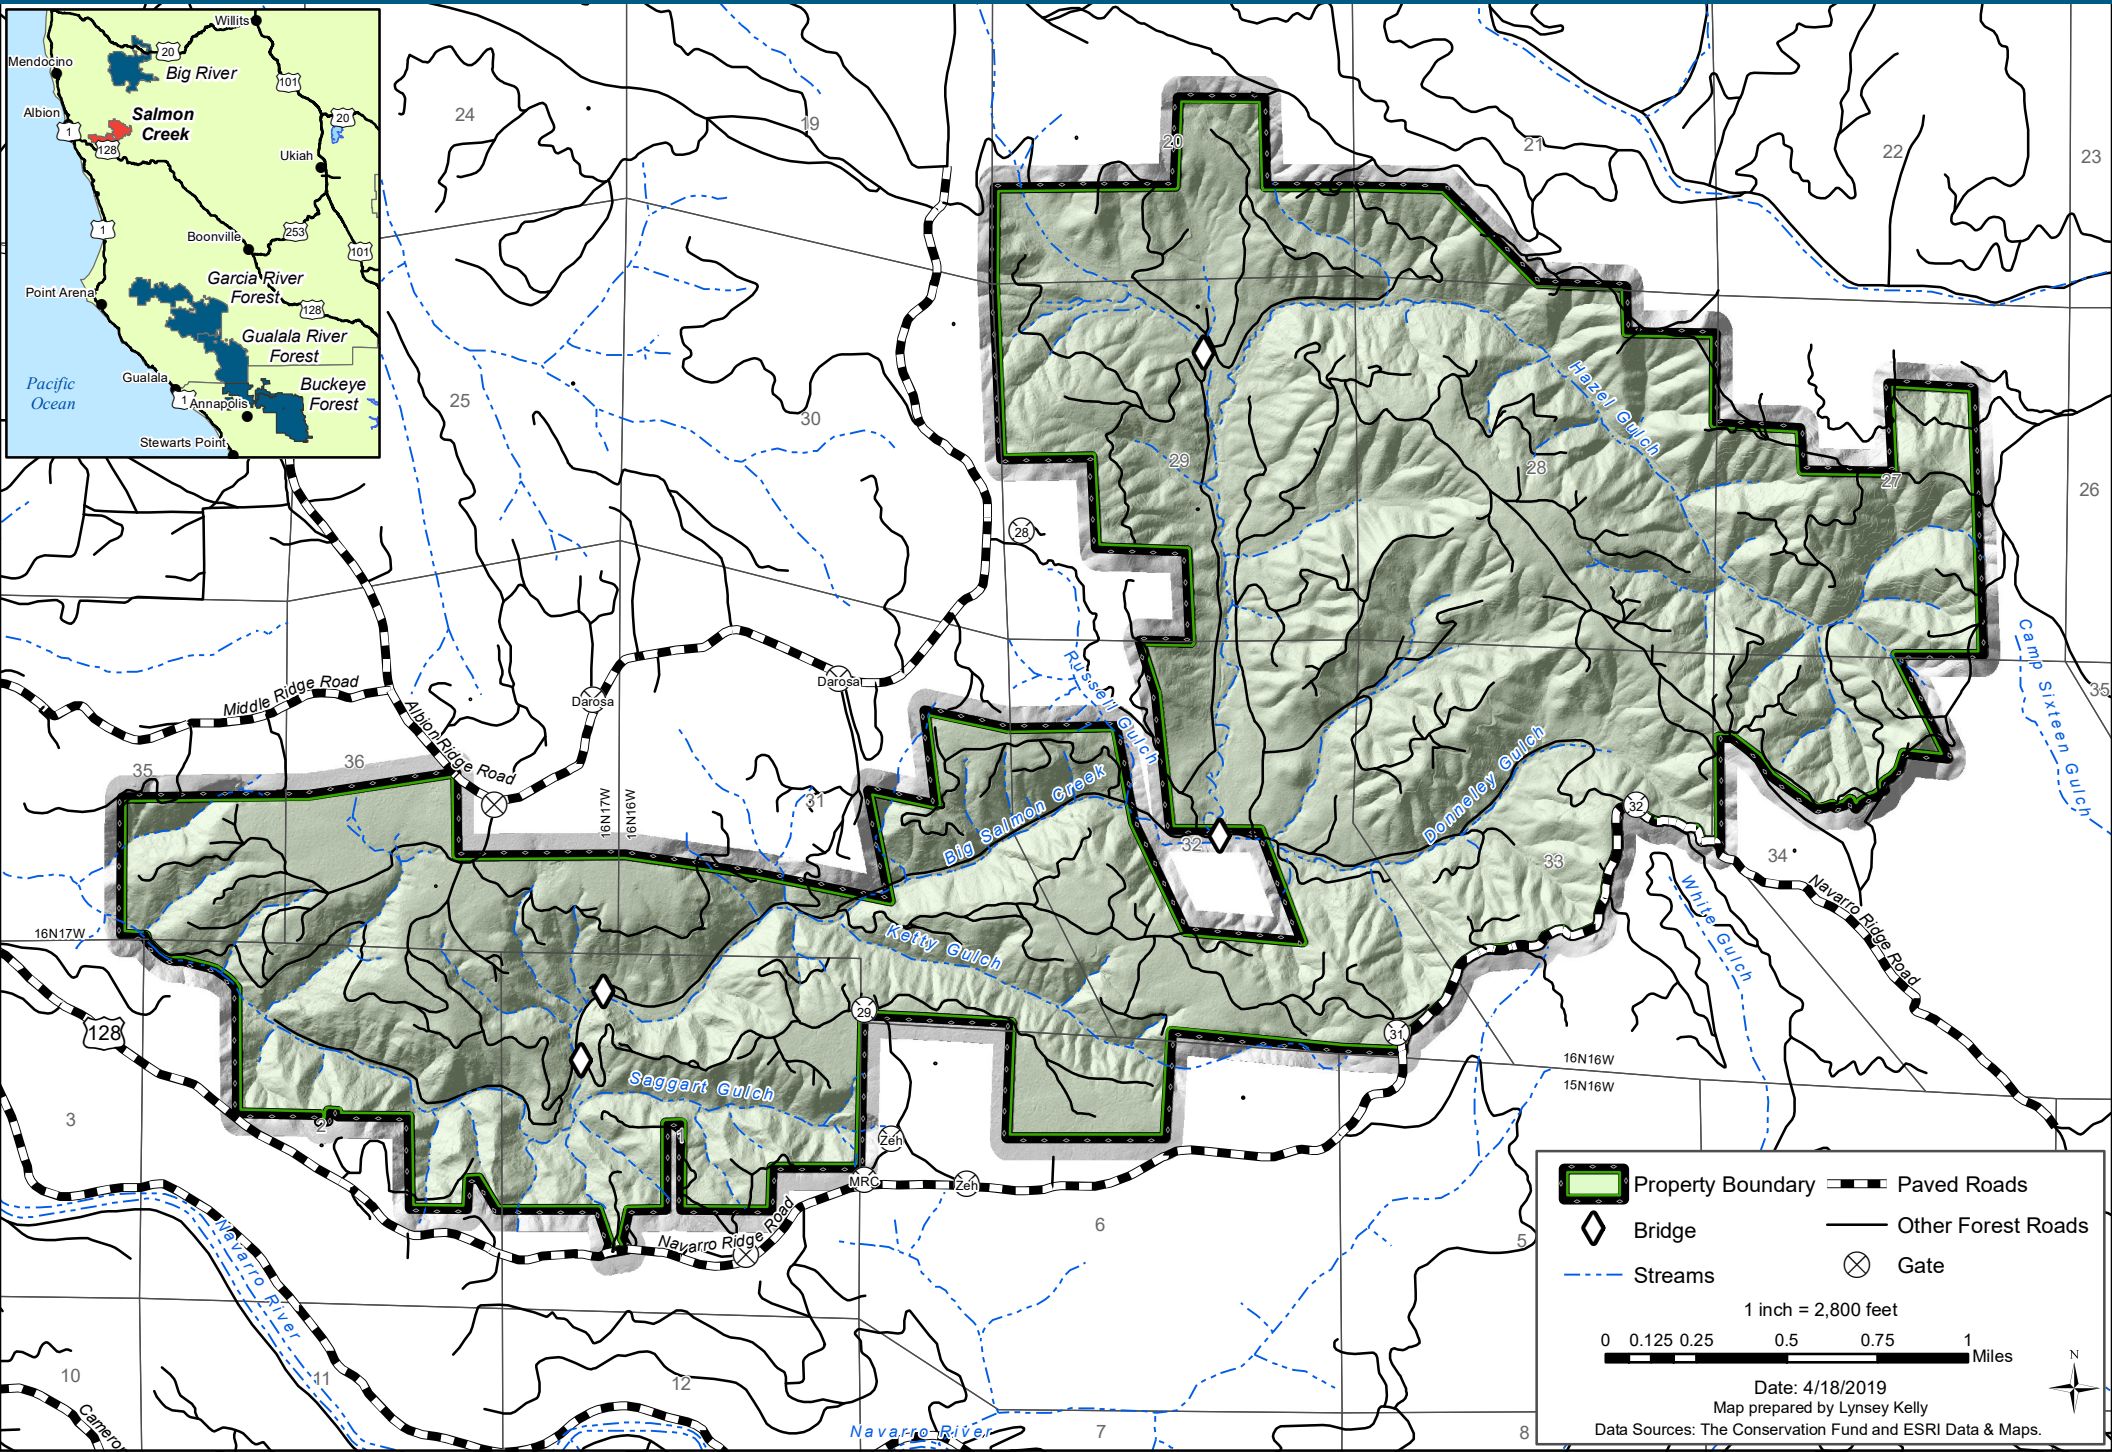 Willits
20
Mendocino
Big River
101
Albion
Salmon
Creek
20
1
128
Ukiah
1
Boonville
253
101
Garcia River
Forest
Point Arena
128
Gualala River
Forest
Pacific
Ocean
Gualala
Buckeye
Forest
1
Annapolis
Stewarts Point
24
19
20
21
22
23
25
30
29
28
27
26
28
Hazel Gulch
Russell Gulch
Camp Sixteen Gulch
Darosa
Darosa
Middle Ridge Road
Albion Ridge Road
35
36
31
16N17W
16N16W
35
Big Salmon Creek
Donneley Gulch
32
32
33
34
White Gulch
Navarro Ridge Road
16N17W
Ketty Gulch
29
31
128
16N16W
15N16W
Saggart Gulch
3
2
1
Zeh
MRC
Zeh
Navarro Ridge Road
6
5
Navarro River
10
11
12
Cameron
Navarro River
7
8
Property Boundary
Paved Roads
Bridge
Other Forest Roads
Streams
Gate
1 inch = 2,800 feet
0 0.125 0.25 0.5 0.75 1
Miles
N
Date: 4/18/2019
Map prepared by Lynsey Kelly
Data Sources: The Conservation Fund and ESRI Data & Maps.